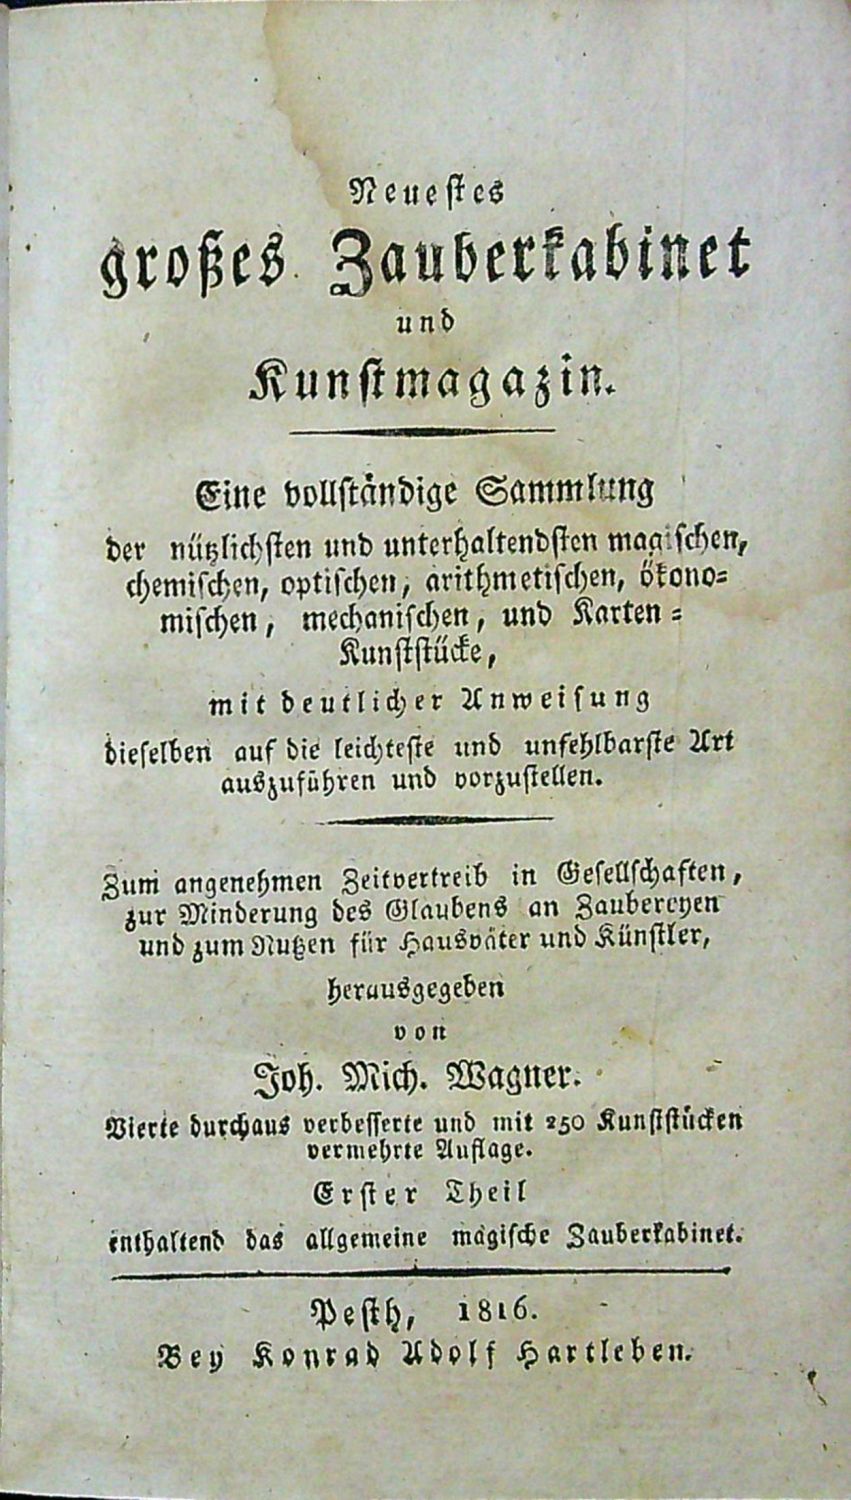 Neuestes
großes Zauberkabinet
und
Kunstmagazin.
Eine vollständige Sammlung
der nützlichsten und unterhaltendsten magischen,
chemischen, optischen, arithmetischen, ökono-
mischen, mechanischen, und Karten-
Kunststücke,
mit deutlicher Anweisung
dieselben auf die leichteste und unfehlbarste Art
auszuführen und vorzustellen.
Zum angenehmen Zeitvertreib in Gesellschaften,
zur Minderung des Glaubens an Zaubereyen
und zum Nutzen für Hausväter und Künstler,
herausgegeben
von
Joh. Mich. Wagner.
Vierte durchaus verbesserte und mit 250 Kunststücken
vermehrte Auflage.
Erster Theil
enthaltend das allgemeine magische Zauberkabinet.
Pesth, 1816.
Bey Konrad Adolf Hartleben.